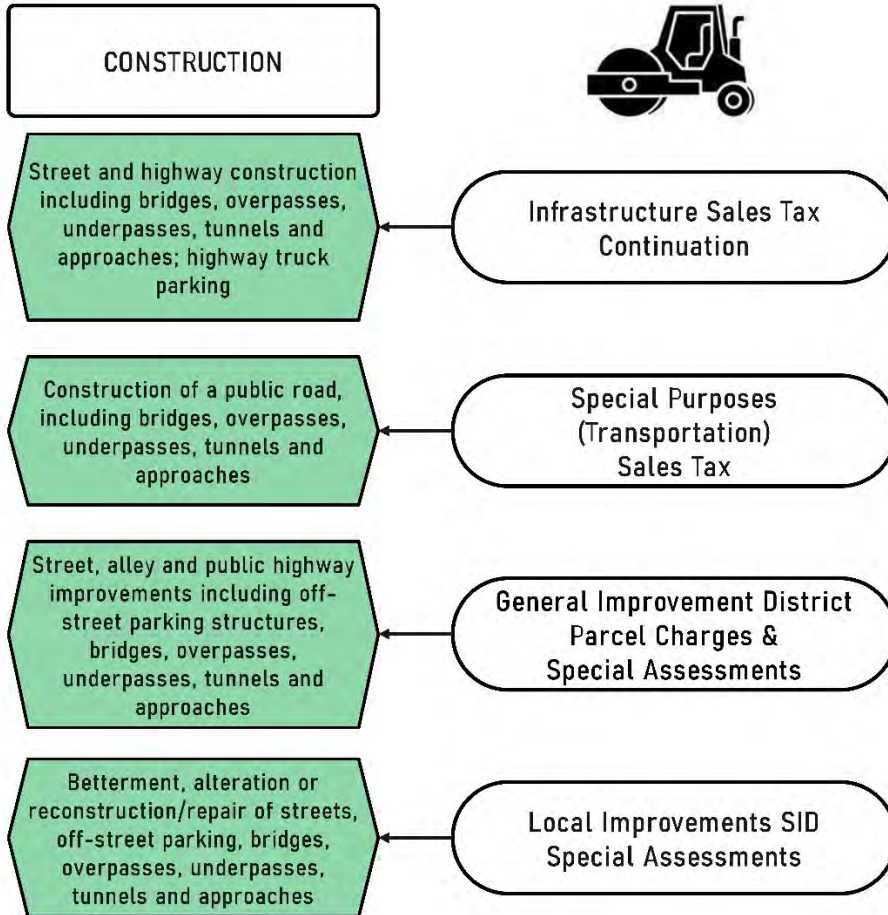 CONSTRUCTION
Street and highway construction
including bridges, overpasses,
underpasses, tunnels and
approaches; highway truck
parking
Infrastructure Sales Tax
Continuation
Construction of a public road,
including bridges, overpasses,
underpasses, tunnels and
approaches
Special Purposes
(Transportation)
Sales Tax
Street, alley and public highway
improvements including off-
street parking structures,
bridges, overpasses,
underpasses, tunnels and
approaches
General Improvement District
Parcel Charges &
Special Assessments
Betterment, alteration or
reconstruction/repair of streets,
off-street parking, bridges,
overpasses, underpasses,
tunnels and approaches
Local Improvements SID
Special Assessments